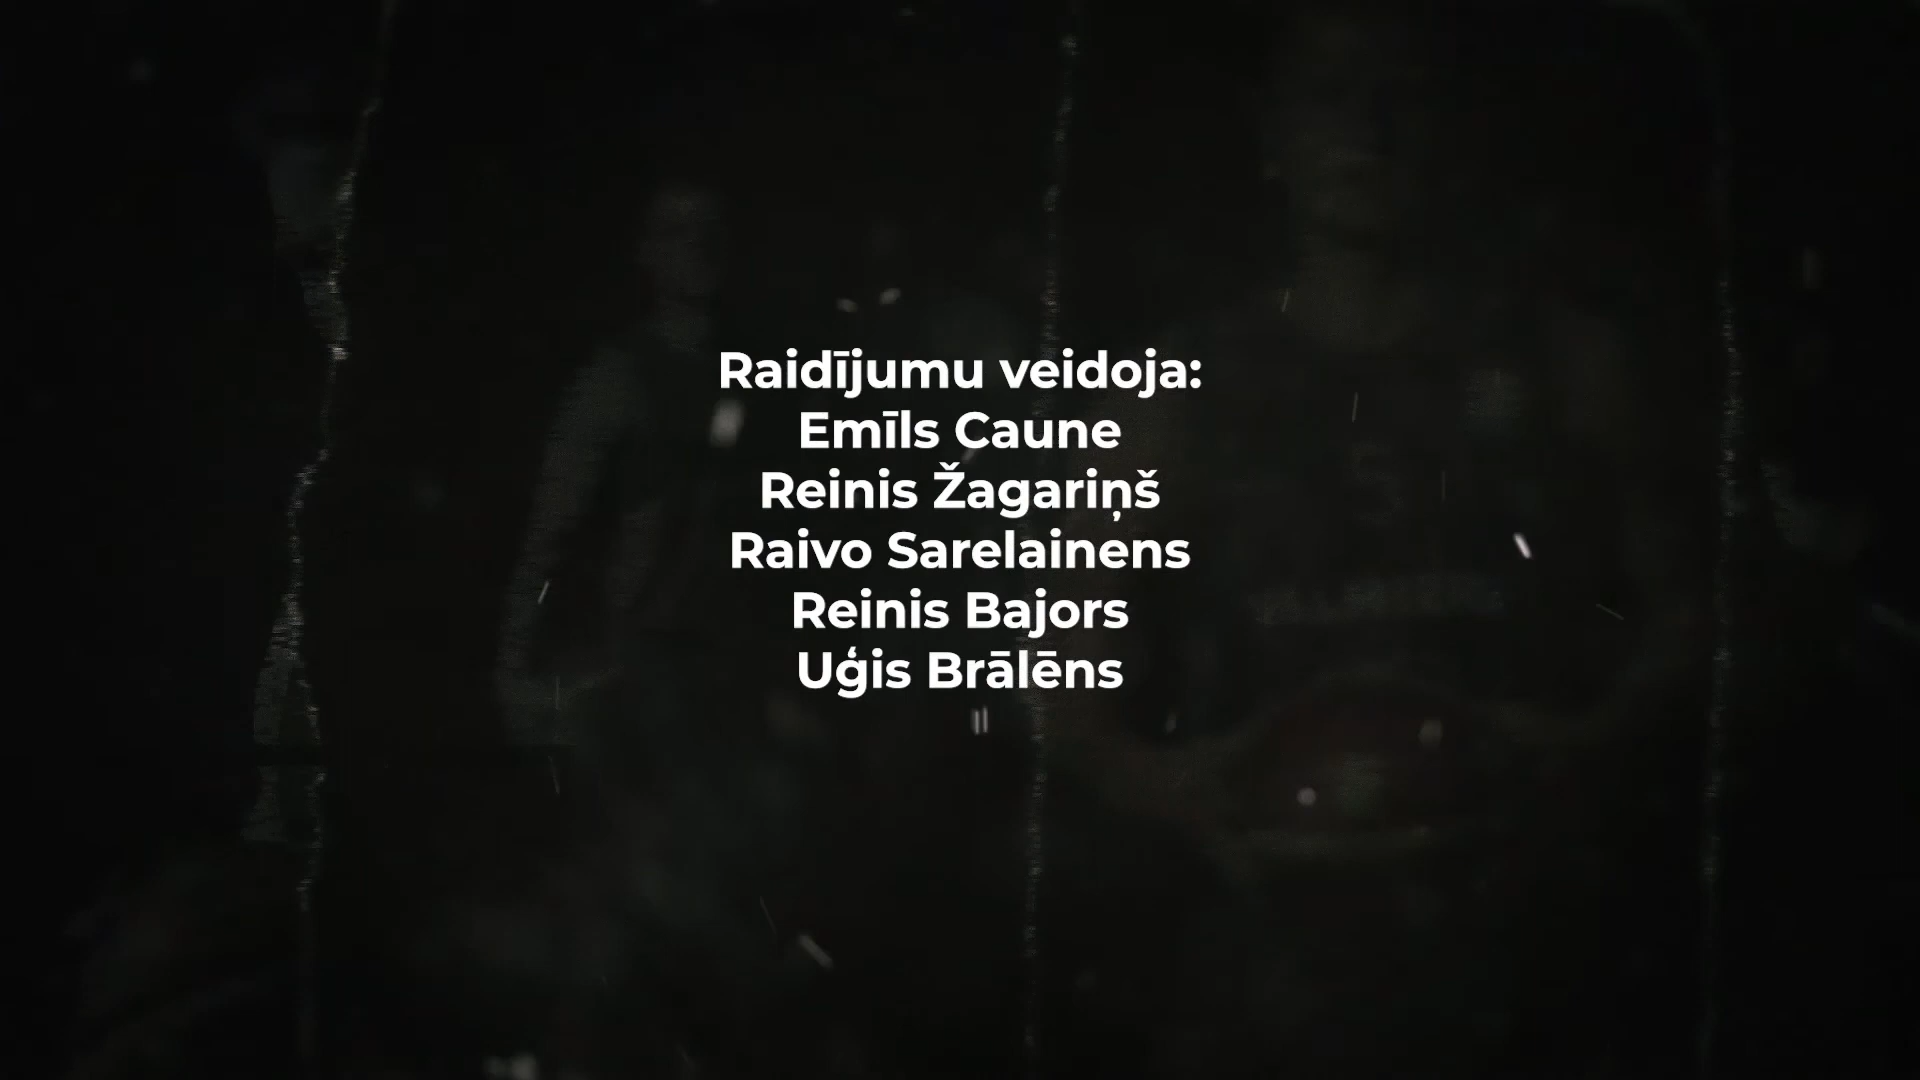 Raidījumu veidoja:
Emīls Caune
Reinis Žagariņš
Raivo Sarelainens
Reinis Bajors
Uģis Brālēns